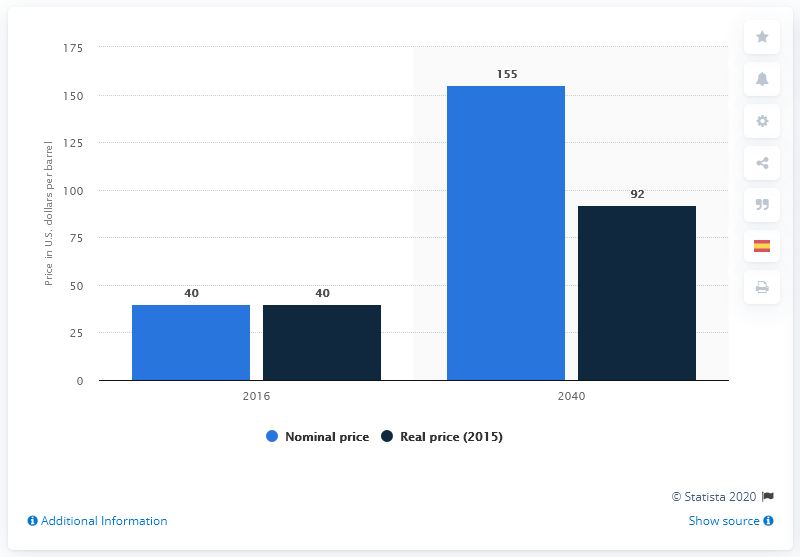 Price in U.S. dollars per barrel
175
150
125
100
75
50
25
0
40
40
155
92
2016
2040
Nominal price
Real price (2015)
© Statista 2020
Additional Information
Show source